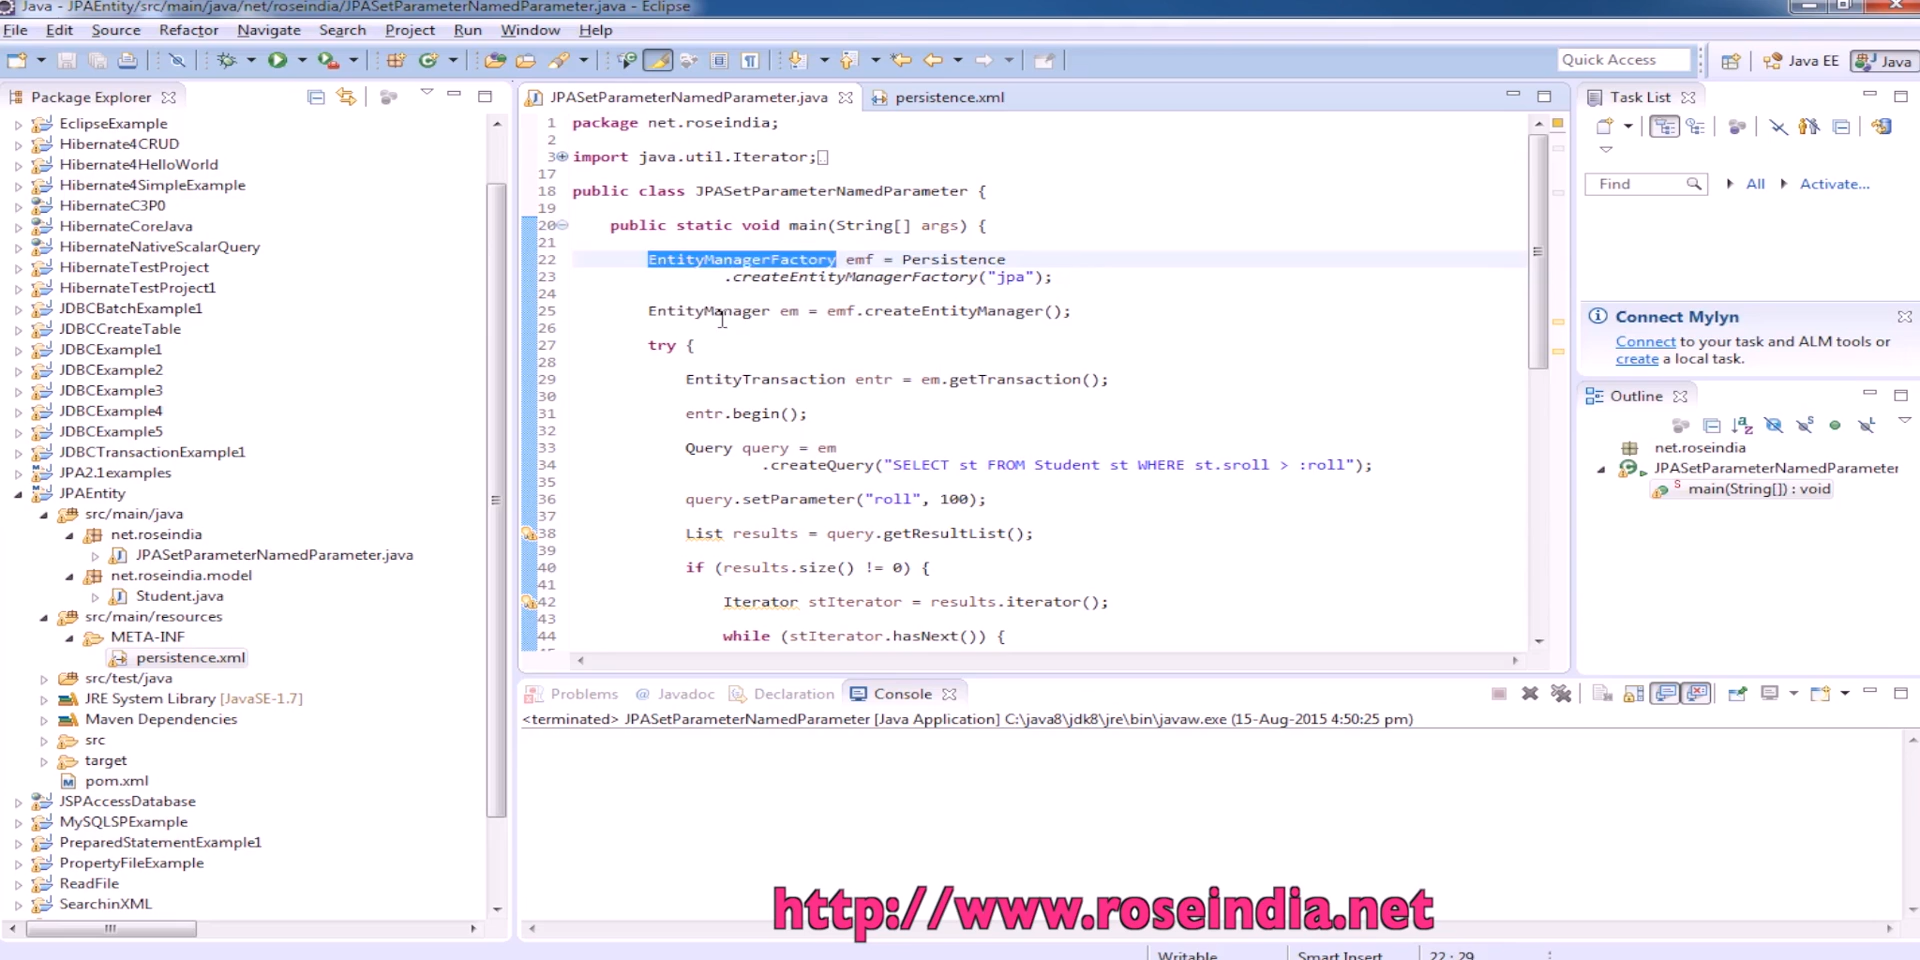 Java - JPAEntity/src/main/java/net/roseindia/JPASetParameterNamedParameter.java - Eclipse
File Edit Source Refactor Navigate Search Project Run Window Help
Quick Access
Java EE
Java
Package Explorer
EclipseExample
Hibernate4CRUD
Hibernate4HelloWorld
Hibernate4SimpleExample
HibernateC3P0
HibernateCoreJava
HibernateNativeScalarQuery
HibernateTestProject
HibernateTestProject1
JDBCBatchExample1
JDBCCreateTable
JDBCExample1
JDBCExample2
JDBCExample3
JDBCExample4
JDBCExample5
JDBCTransactionExample1
JPA2.1examples
JPAEntity
src/main/java
net.roseindia
JPASetParameterNamedParameter.java
net.roseindia.model
Student.java
src/main/resources
META-INF
persistence.xml
src/test/java
JRE System Library [JavaSE-1.7]
Maven Dependencies
src
target
pom.xml
JSPAccessDatabase
MySQLSPExample
PreparedStatementExample1
PropertyFileExample
ReadFile
SearchinXML
JPASetParameterNamedParameter.java
persistence.xml
1 package net.roseindia;
2
3 import java.util.Iterator;
17
18 public class JPASetParameterNamedParameter {
19
20 public static void main(String[] args) {
21
22 EntityManagerFactory emf = Persistence
23 .createEntityManagerFactory("jpa");
24
25 EntityManager em = emf.createEntityManager();
26
27 try {
28
29 EntityTransaction entr = em.getTransaction();
30
31 entr.begin();
32
33 Query query = em
34 .createQuery("SELECT st FROM Student st WHERE st.sroll > :roll");
35
36 query.setParameter("roll", 100);
37
38 List results = query.getResultList();
39
40 if (results.size() != 0) {
41
42 Iterator stIterator = results.iterator();
43
44 while (stIterator.hasNext()) {
Task List
Find
All
Activate...
Connect Mylyn
Connect to your task and ALM tools or
create a local task.
Outline
net.roseindia
JPASetParameterNamedParameter
S main(String[]) : void
Problems @ Javadoc Declaration Console
<terminated> JPASetParameterNamedParameter [Java Application] C:\java8\jdk8\jre\bin\javaw.exe (15-Aug-2015 4:50:25 pm)
http://www.roseindia.net
Writable
Smart Insert
22 : 29